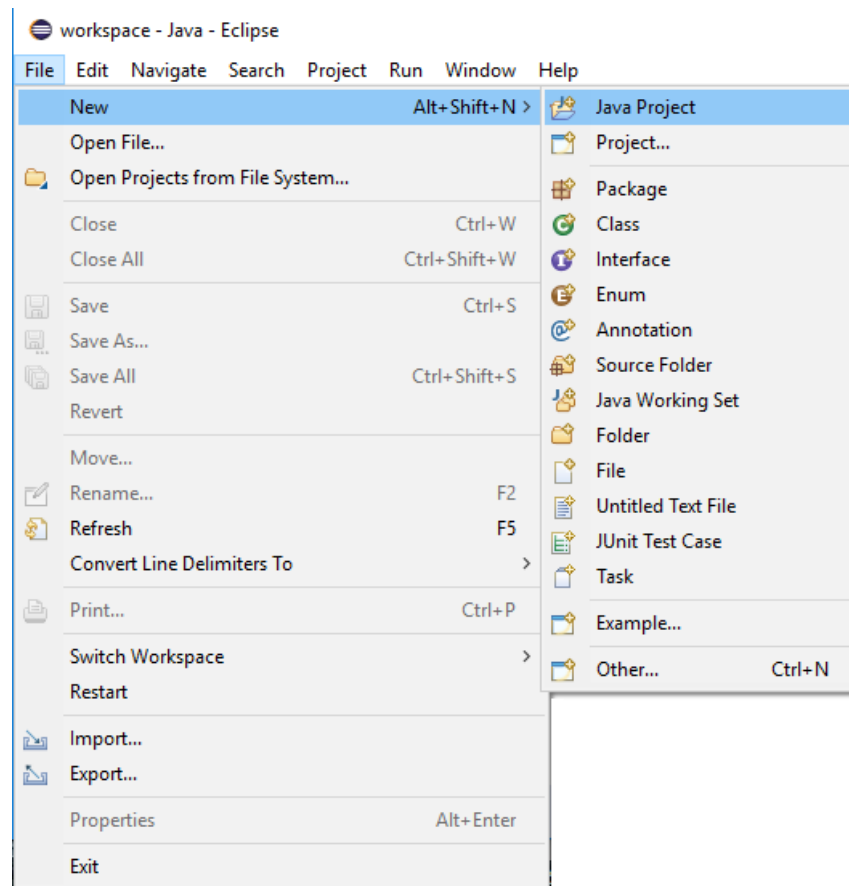 workspace - Java - Eclipse
File Edit Navigate Search Project Run Window Help
New Alt+Shift+N >
Open File...
Open Projects from File System...
Close Ctrl+W
Close All Ctrl+Shift+W
Save Ctrl+S
Save As...
Save All Ctrl+Shift+S
Revert
Move...
Rename... F2
Refresh F5
Convert Line Delimiters To >
Print... Ctrl+P
Switch Workspace >
Restart
Import...
Export...
Properties Alt+Enter
Exit
Java Project
Project...
Package
Class
Interface
Enum
Annotation
Source Folder
Java Working Set
Folder
File
Untitled Text File
JUnit Test Case
Task
Example...
Other... Ctrl+N